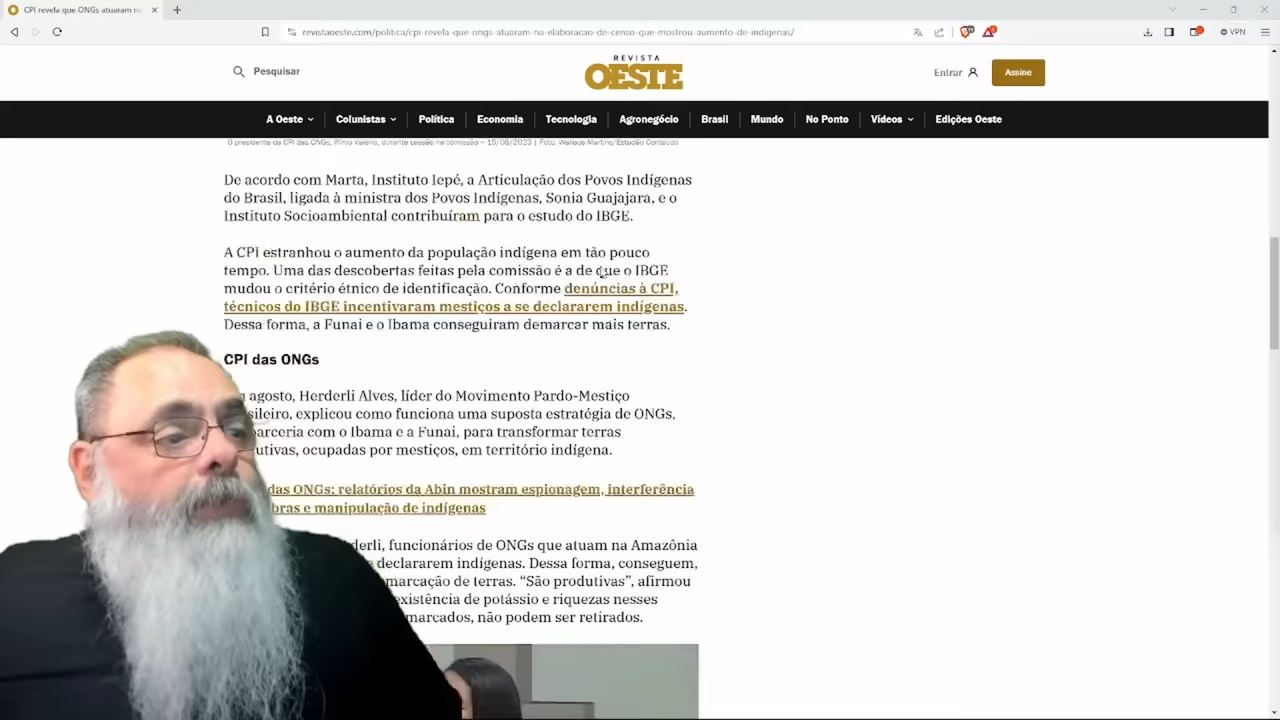 CPI revela que ONGs atuaram na
revistaoeste.com/politica/cpi-revela-que-ongs-atuaram-na-elaboracao-de-censo-que-mostrou-aumento-de-indigenas/
VPN
Pesquisar
REVISTA
OESTE
Entrar
Assine
A Oeste
Colunistas
Política
Economia
Tecnologia
Agronegócio
Brasil
Mundo
No Ponto
Vídeos
Edições Oeste
O presidente da CPI das ONGs, Plínio Valério, durante sessão na comissão - 15/08/2023 | Foto: Wallace Martins/Estadão Conteúdo
De acordo com Marta, Instituto Iepé, a Articulação dos Povos Indígenas
do Brasil, ligada à ministra dos Povos Indígenas, Sonia Guajajara, e o
Instituto Socioambiental contribuíram para o estudo do IBGE.
A CPI estranhou o aumento da população indígena em tão pouco
tempo. Uma das descobertas feitas pela comissão é a de que o IBGE
mudou o critério étnico de identificação. Conforme denúncias à CPI,
técnicos do IBGE incentivaram mestiços a se declararem indígenas.
Dessa forma, a Funai e o Ibama conseguiram demarcar mais terras.
CPI das ONGs
agosto, Herderli Alves, líder do Movimento Pardo-Mestiço
sileiro, explicou como funciona uma suposta estratégia de ONGs,
parceria com o Ibama e a Funai, para transformar terras
utivas, ocupadas por mestiços, em território indígena.
das ONGs: relatórios da Abin mostram espionagem, interferência
bras e manipulação de indígenas
derli, funcionários de ONGs que atuam na Amazônia
e declararem indígenas. Dessa forma, conseguem,
marcação de terras. “São produtivas”, afirmou
existência de potássio e riquezas nesses
marcados, não podem ser retirados.